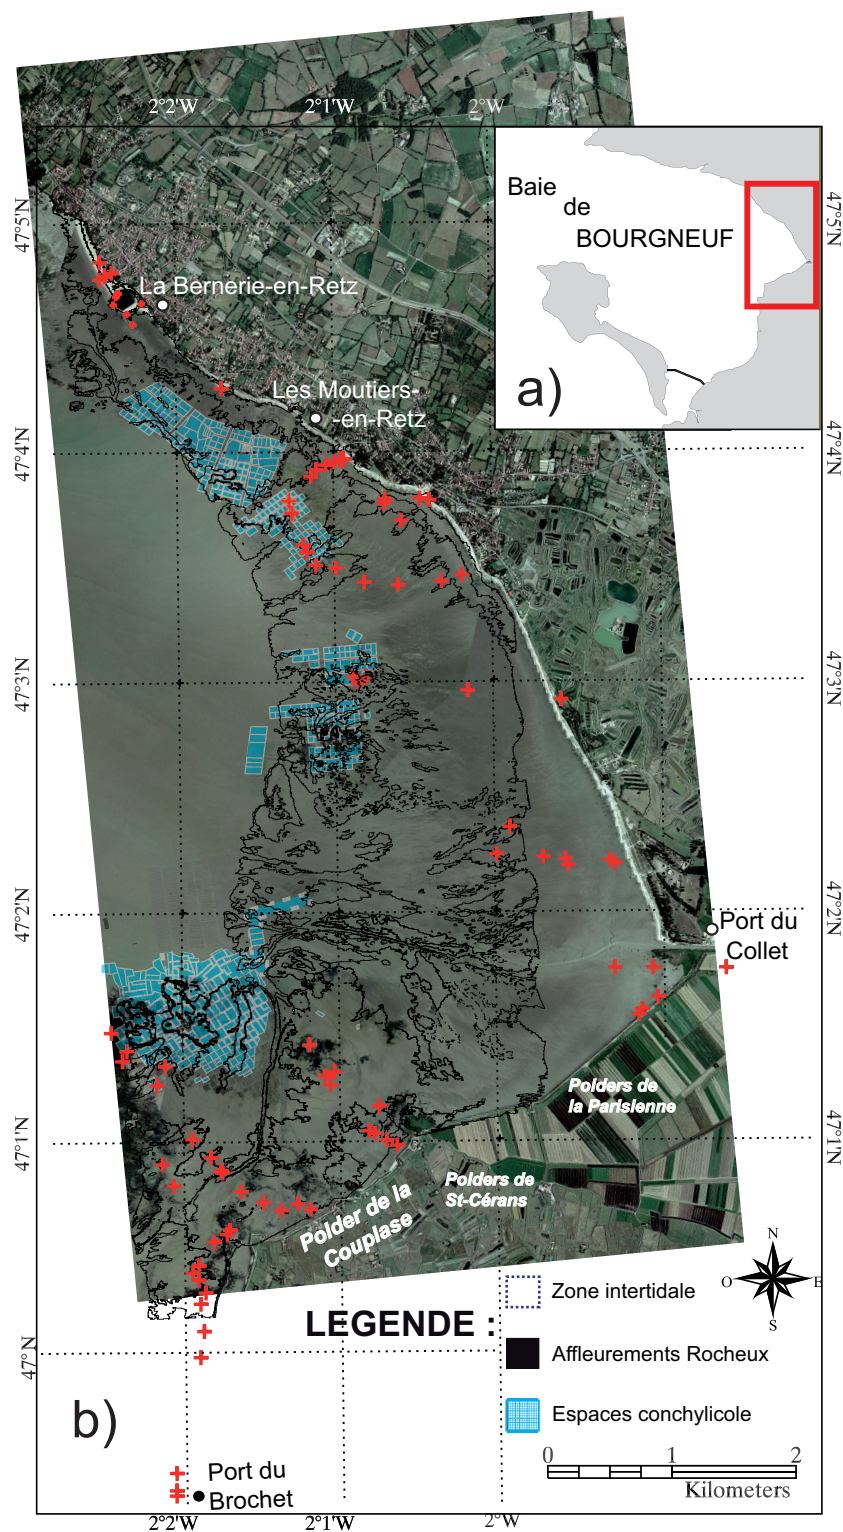 2°2'W
2°1'W
2°W
47°5'N
47°5'N
Baie
de
BOURGNEUF
a)
La Bernerie-en-Retz
Les Moutiers-
-en-Retz
47°4'N
47°4'N
47°3'N
47°3'N
47°2'N
47°2'N
Port du
Collet
Polders de
la Parisienne
47°1'N
47°1'N
Polders de
St-Cérans
Polder de la
Couplase
N
O
E
S
LEGENDE :
Zone intertidale
Affleurements Rocheux
Espaces conchylicole
47°N
b)
0
1
2
Kilometers
Port du
Brochet
2°2'W
2°1'W
2°W